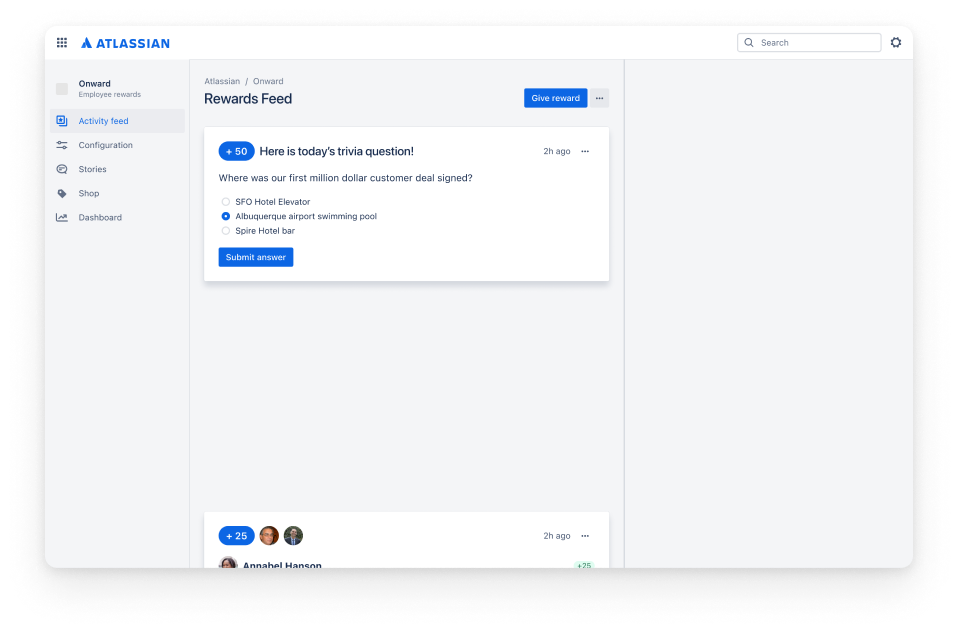 ATLASSIAN
Search
Onward
Employee rewards
Activity feed
Configuration
Stories
Shop
Dashboard
Atlassian / Onward
Rewards Feed
Give reward
+ 50 Here is today's trivia question! 2h ago
Where was our first million dollar customer deal signed?
SFO Hotel Elevator
Albuquerque airport swimming pool
Spire Hotel bar
Submit answer
+ 25 2h ago
Annabel Hanson +25